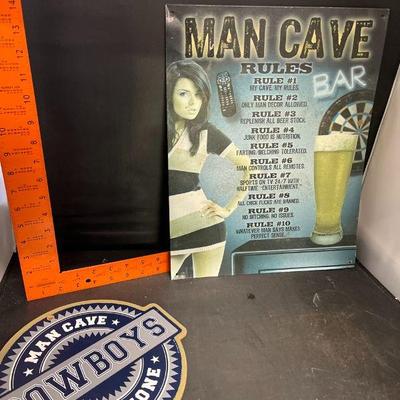 MAN CAVE
RULES
BAR
RULE #1
MY CAVE, MY RULES.
RULE #2
ONLY MAN DECOR ALLOWED.
RULE #3
REPLENISH ALL BEER STOCK.
RULE #4
JUNK FOOD IS NUTRITION.
RULE #5
FARTING/BELCHING TOLERATED.
RULE #6
MAN CONTROLS ALL REMOTES.
RULE #7
SPORTS ON TV 24/7 WITH
HALFTIME "ENTERTAINMENT."
RULE #8
ALL CHICK FLICKS ARE BANNED.
RULE #9
NO BITCHING. NO ISSUES.
RULE #10
WHATEVER MAN SAYS MAKES
PERFECT SENSE.
MAN CAVE
COWBOYS
ZONE